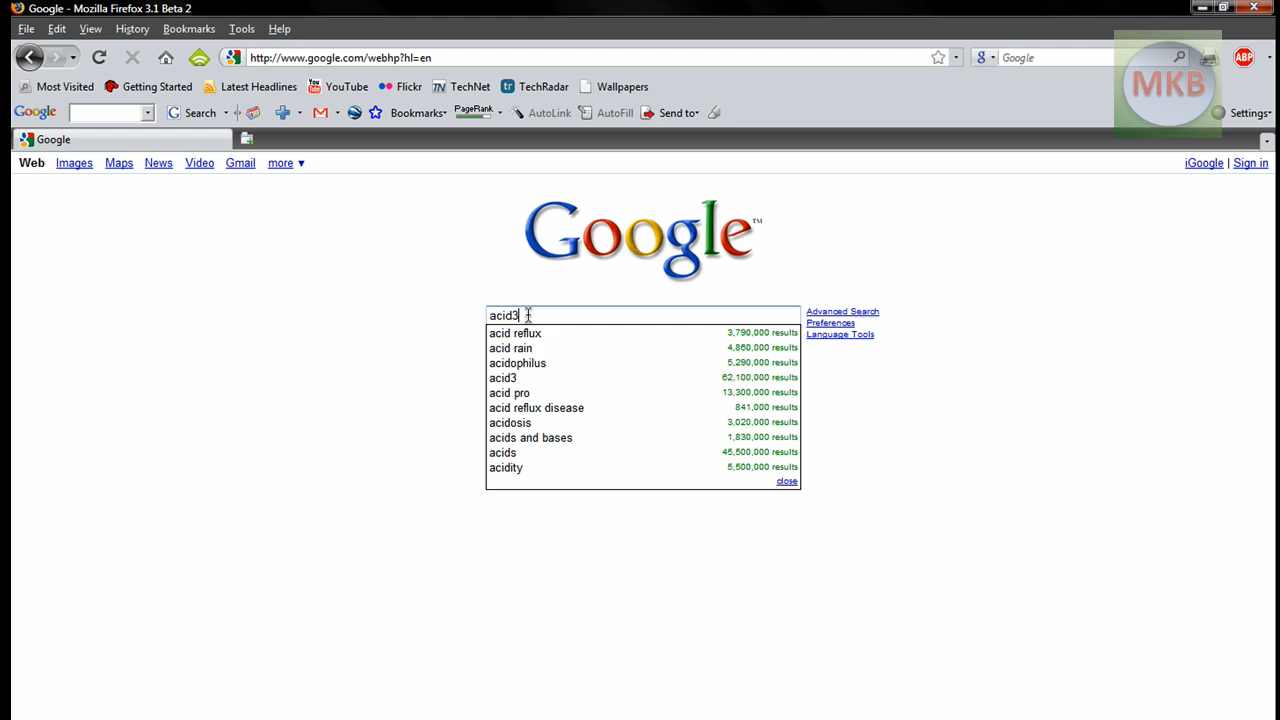 Google - Mozilla Firefox 3.1 Beta 2
File Edit View History Bookmarks Tools Help
http://www.google.com/webhp?hl=en
g Google
ABP
MKB
Most Visited Getting Started Latest Headlines YouTube Flickr TN TechNet tr TechRadar Wallpapers
Google G Search PageRank Bookmarks AutoLink AutoFill Send to Settings
Google
Web Images Maps News Video Gmail more ▼ iGoogle | Sign in
Google™
acid3
Advanced Search
Preferences
Language Tools
acid reflux 3,790,000 results
acid rain 4,860,000 results
acidophilus 5,290,000 results
acid3 62,100,000 results
acid pro 13,300,000 results
acid reflux disease 841,000 results
acidosis 3,020,000 results
acids and bases 1,830,000 results
acids 45,500,000 results
acidity 5,500,000 results
close